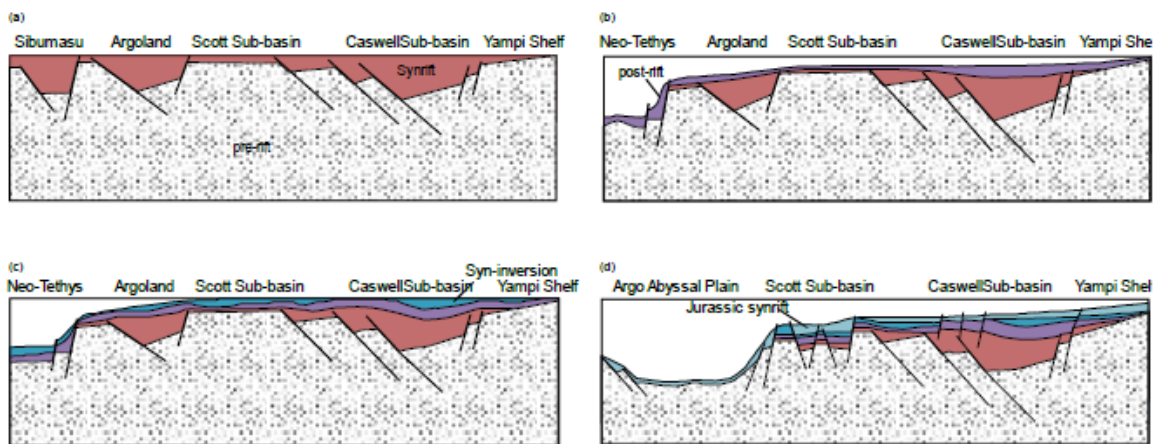 (a)
Sibumasu Argoland Scott Sub-basin CaswellSub-basin Yampi Shelf
Synrift
pre-rift
(b)
Neo-Tethys Argoland Scott Sub-basin CaswellSub-basin Yampi She
post-rift
(c)
Syn-inversion
Neo-Tethys Argoland Scott Sub-basin CaswellSub-basin Yampi Shelf
(d)
Argo Abyssal Plain Scott Sub-basin CaswellSub-basin Yampi Shelf
Jurassic synrift